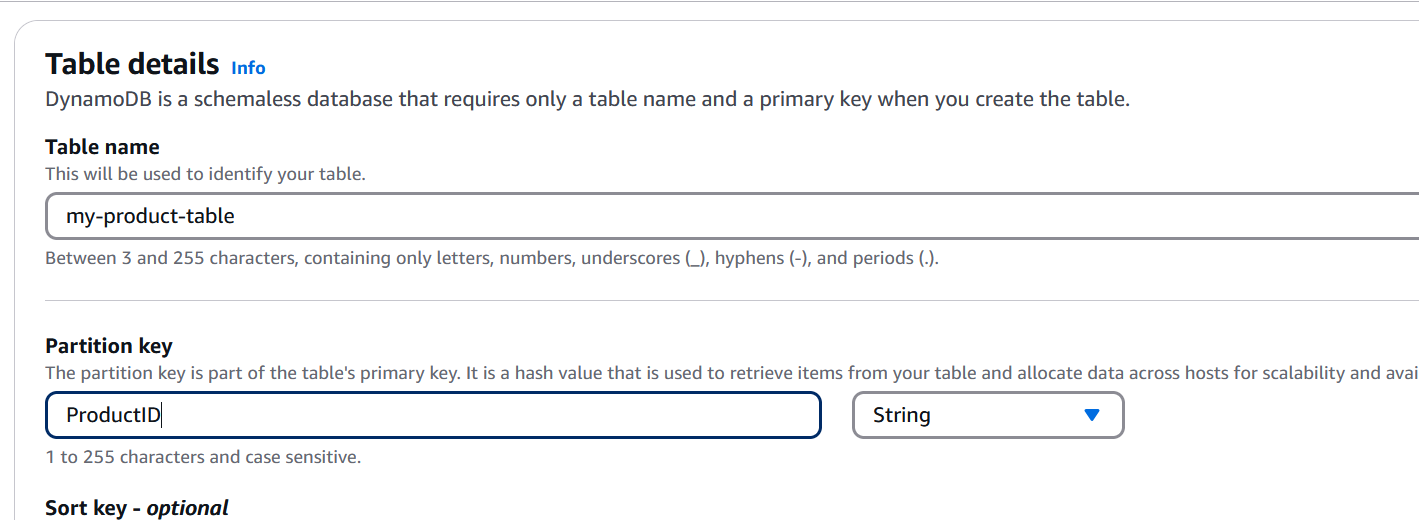 Table details Info
DynamoDB is a schemaless database that requires only a table name and a primary key when you create the table.
Table name
This will be used to identify your table.
my-product-table
Between 3 and 255 characters, containing only letters, numbers, underscores (_), hyphens (-), and periods (.).
Partition key
The partition key is part of the table's primary key. It is a hash value that is used to retrieve items from your table and allocate data across hosts for scalability and avai
ProductID String
1 to 255 characters and case sensitive.
Sort key - optional